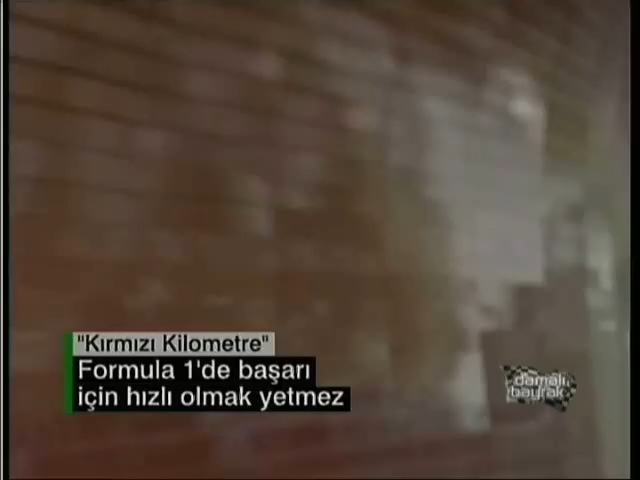 "Kırmızı Kilometre"
Formula 1'de başarı
için hızlı olmak yetmez
damalı
bayrak